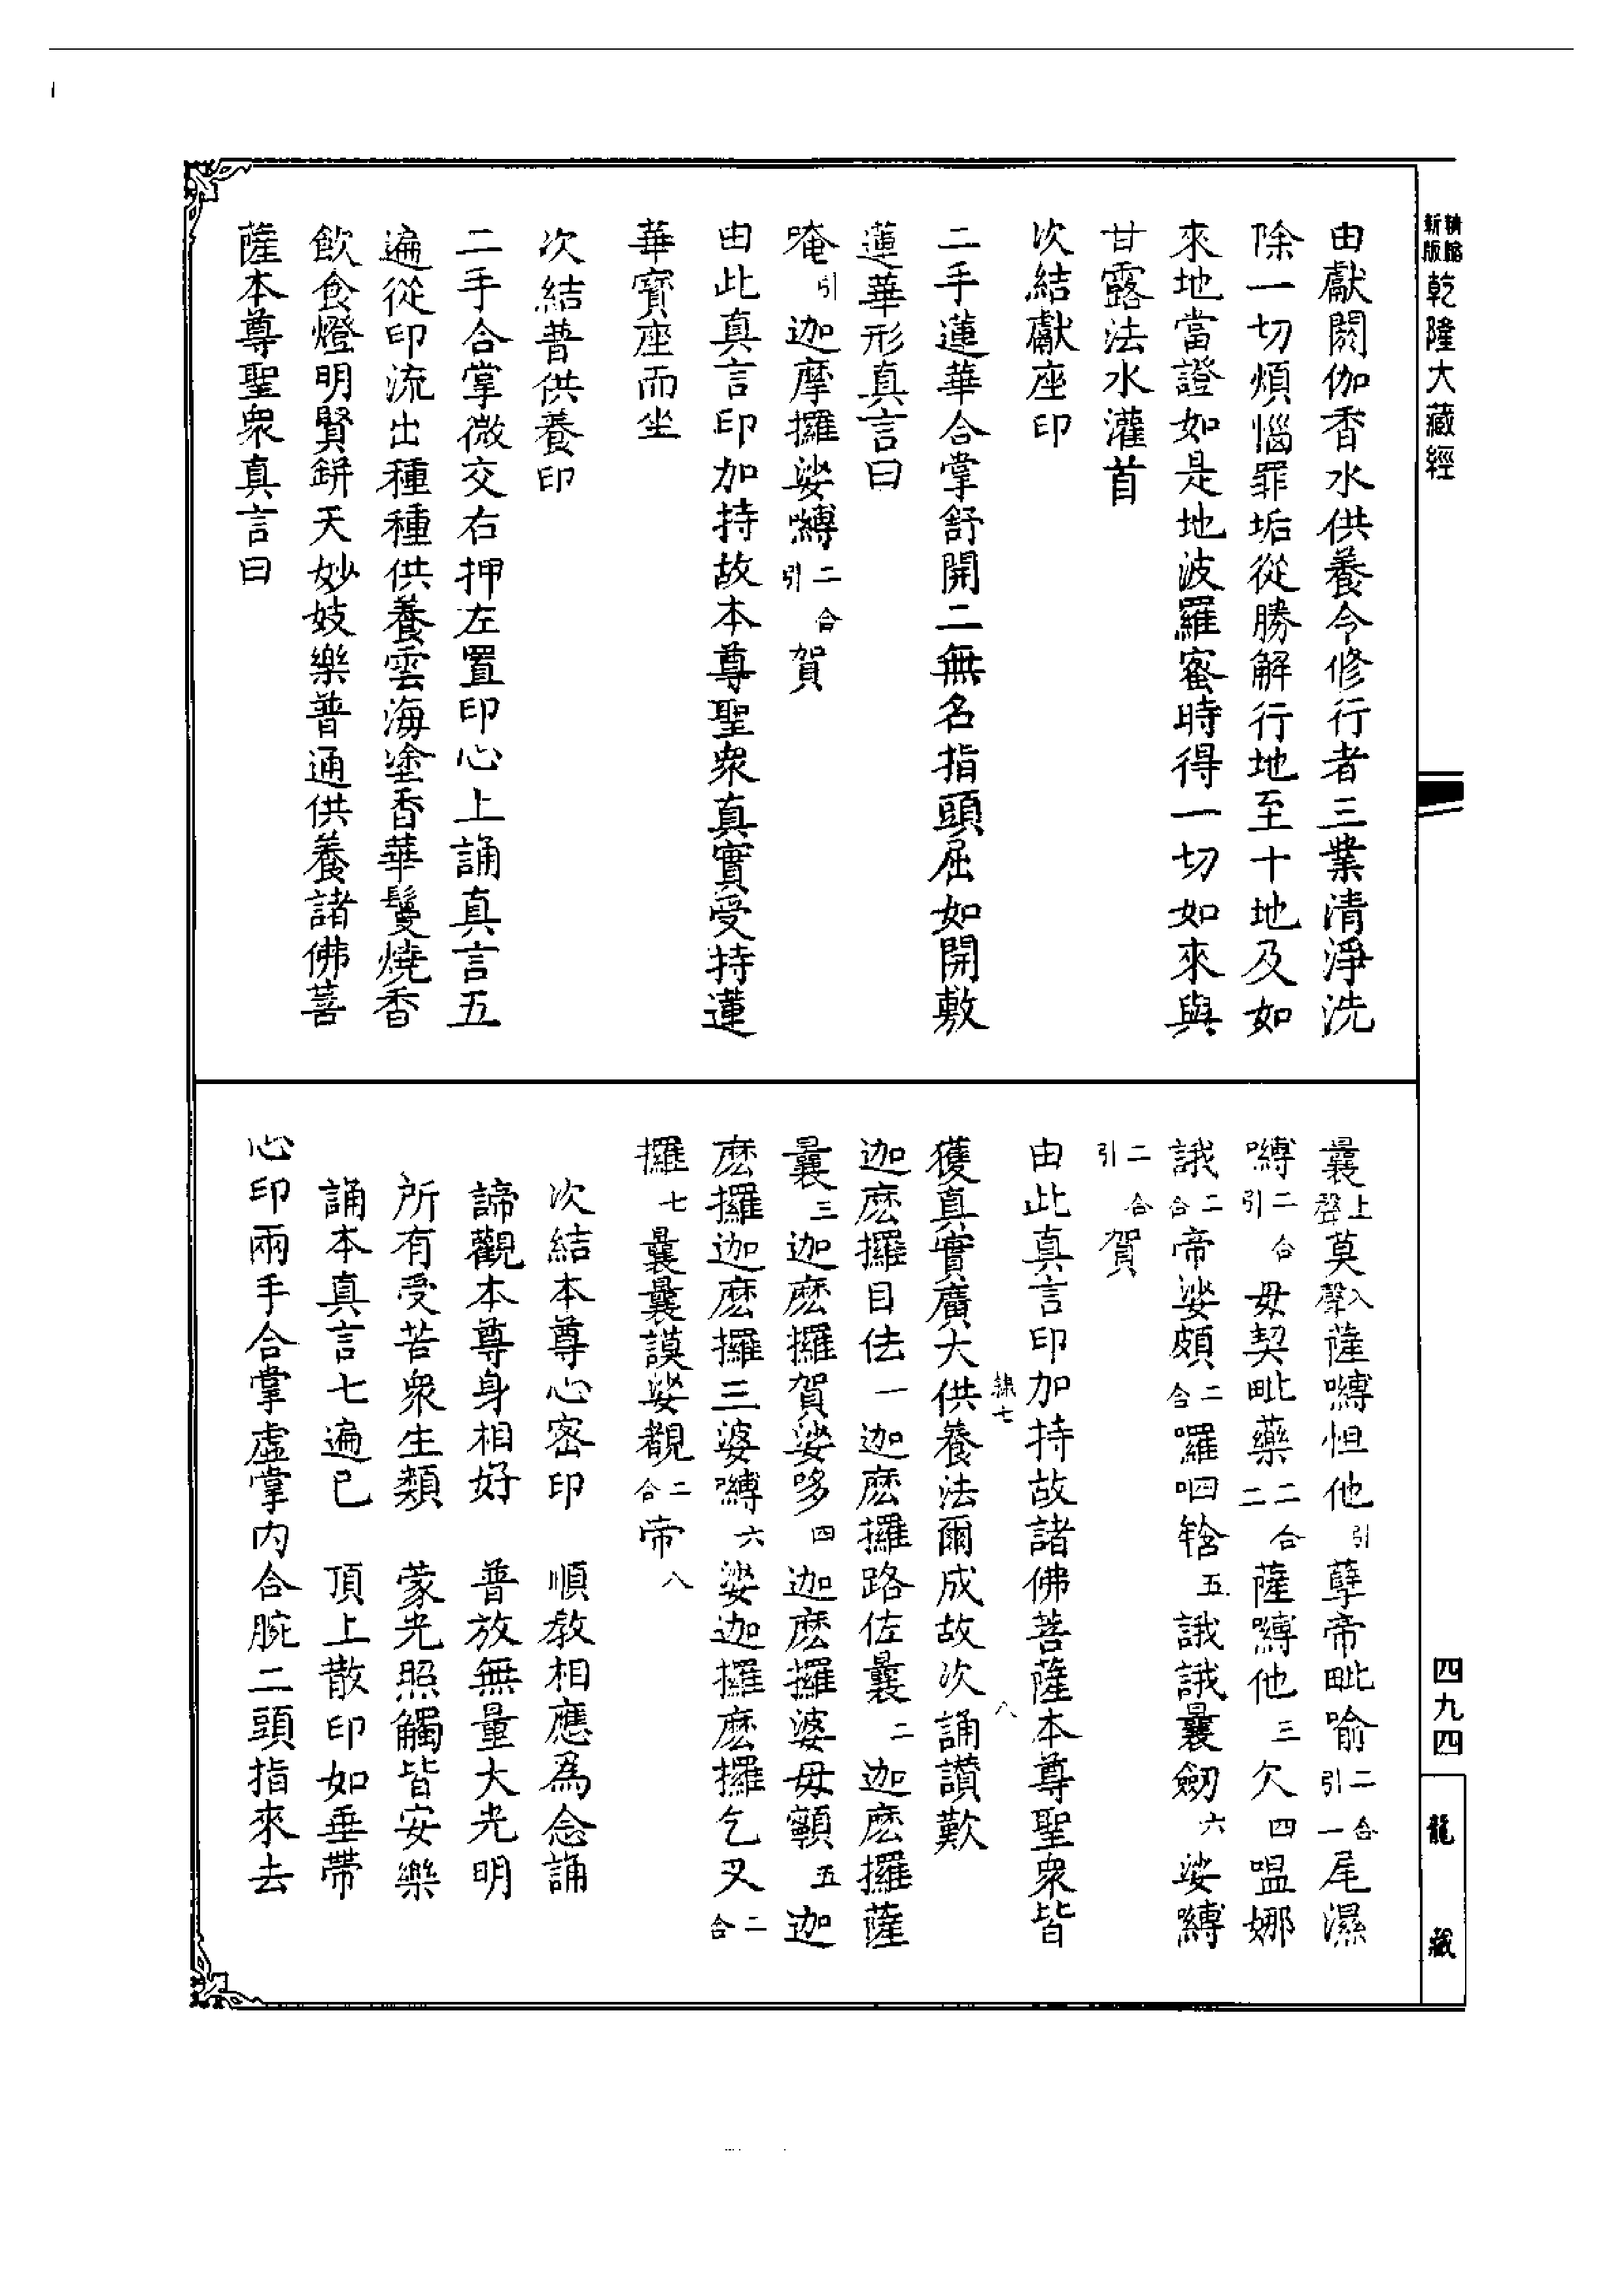 新版 精縮 乾隆大藏經
由獻閼伽香水供養令修行者三業清淨洗
除一切煩惱罪垢從勝解行地至十地及如
來地當證如是地波羅蜜時得一切如來與
甘露法水灌首
次結獻座印
二手蓮華合掌舒開二無名指頭屈如開敷
蓮華形真言曰
唵引迦摩攞娑嚩二合引賀
由此真言印加持故本尊聖衆真實受持蓮
華寶座而坐
次結普供養印
二手合掌微交右押左置印心上誦真言五
遍從印流出種種供養雲海塗香華鬘燒香
飲食燈明賢缾天妙妓樂普通供養諸佛菩
薩本尊聖衆真言曰
曩上聲莫入聲薩嚩怛他引孽帝毗喻二合引一尾濕
嚩二合引毋契毗藥二合二薩嚩他三欠四嗢娜
誐二合帝娑頗二合囉呬𤚥五誐誐曩劒六娑嚩
二合引賀
由此真言印加持故諸佛菩薩本尊聖衆皆
獲真實廣大供養法爾成故次誦讃歎
迦麽攞目佉一迦麽攞路佐曩二迦麽攞薩
曩三迦麽攞賀娑哆四迦麽攞婆毋顊五迦
麽攞迦麽攞三婆嚩六娑迦攞麽攞乞叉二合
攞七曩曩謨娑覩二合帝八
次結本尊心密印　順教相應為念誦
諦觀本尊身相好　普放無量大光明
所有受苦衆生類　蒙光照觸皆安樂
誦本真言七遍已　頂上散印如垂帶
心印兩手合掌虛掌內合腕二頭指來去
四九四
龍藏